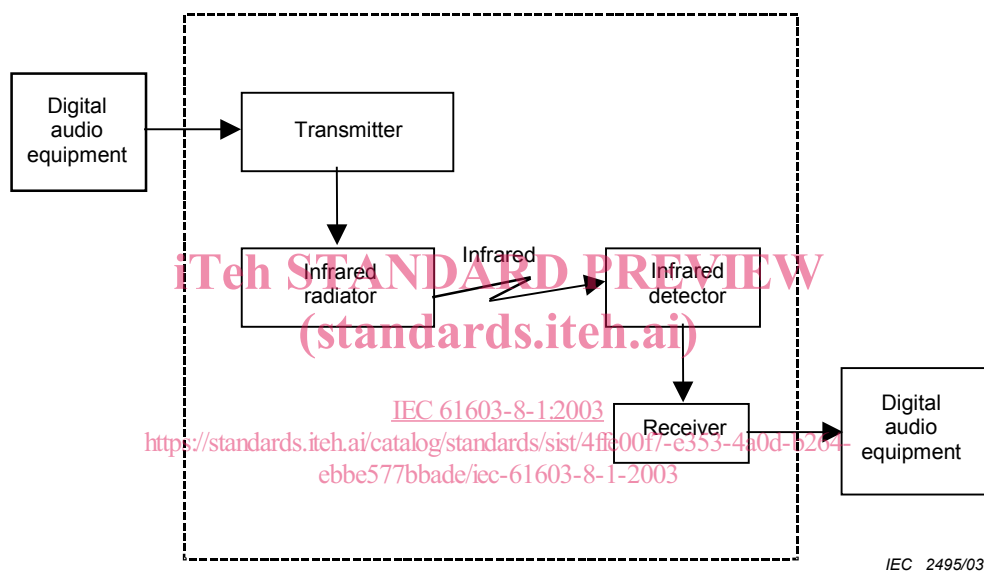 Digital
audio
equipment
Transmitter
Infrared
radiator
Infrared
Infrared
detector
iTeh STANDARD PREVIEW
(standards.iteh.ai)
IEC 61603-8-1:2003
https://standards.iteh.ai/catalog/standards/sist/4ffe00f7-e353-4a0d-b264-
ebbe577bbade/iec-61603-8-1-2003
Receiver
Digital
audio
equipment
IEC 2495/03